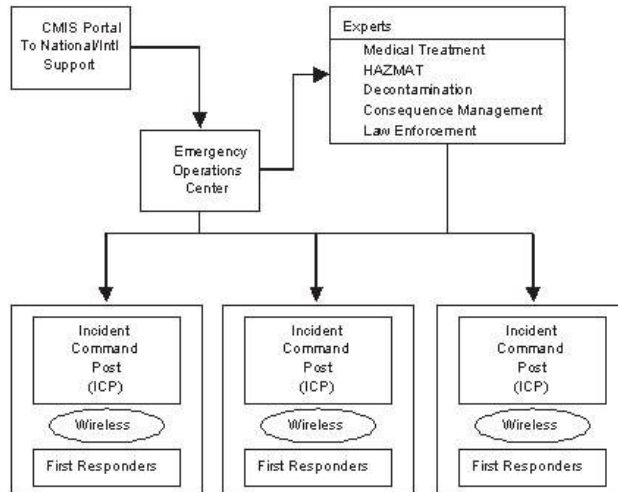 CMIS Portal
To National/Intl
Support
Experts
Medical Treatment
HAZMAT
Decontamination
Consequence Management
Law Enforcement
Emergency
Operations
Center
Incident
Command
Post
(ICP)
Wireless
First Responders
Incident
Command
Post
(ICP)
Wireless
First Responders
Incident
Command
Post
(ICP)
Wireless
First Responders